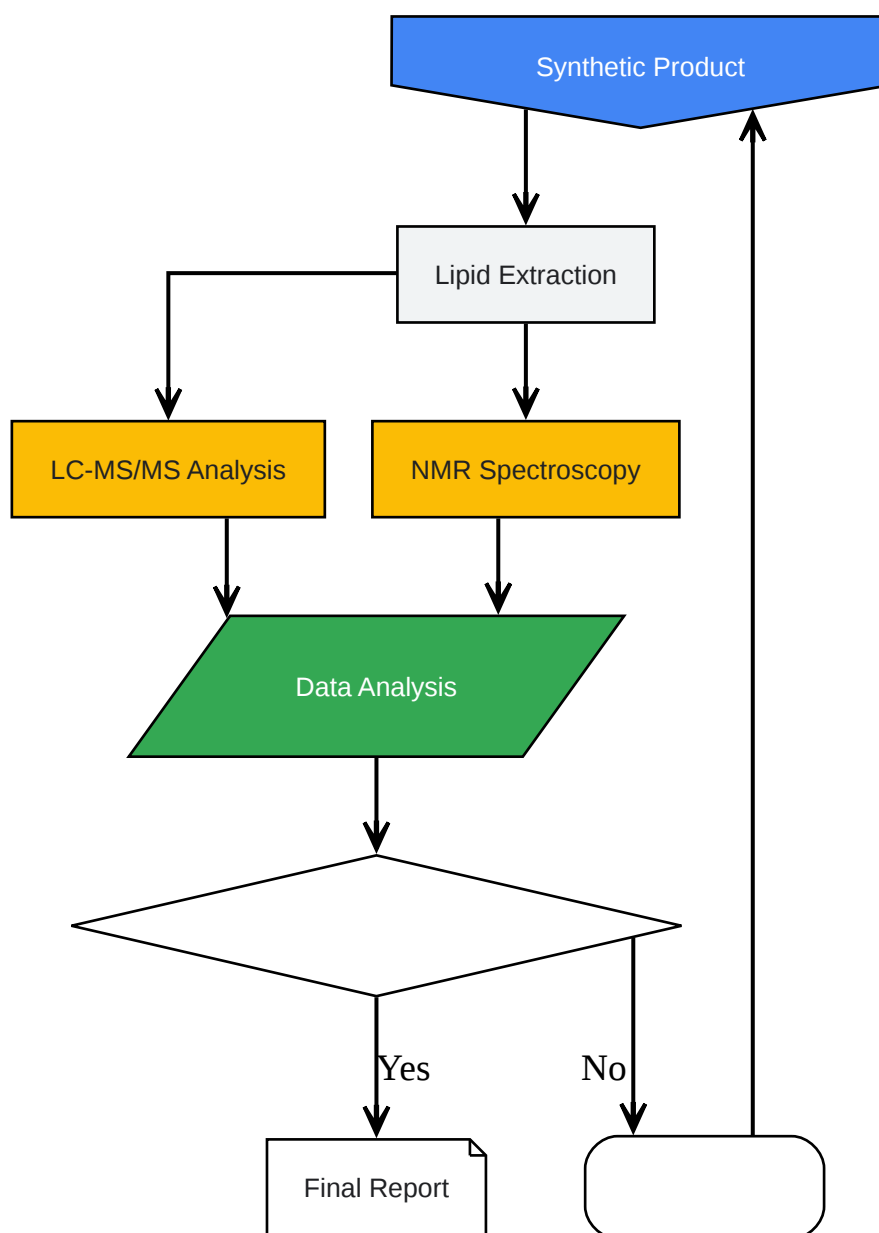 Synthetic Product
Lipid Extraction
LC-MS/MS Analysis
NMR Spectroscopy
Data Analysis
Yes
No
Final Report